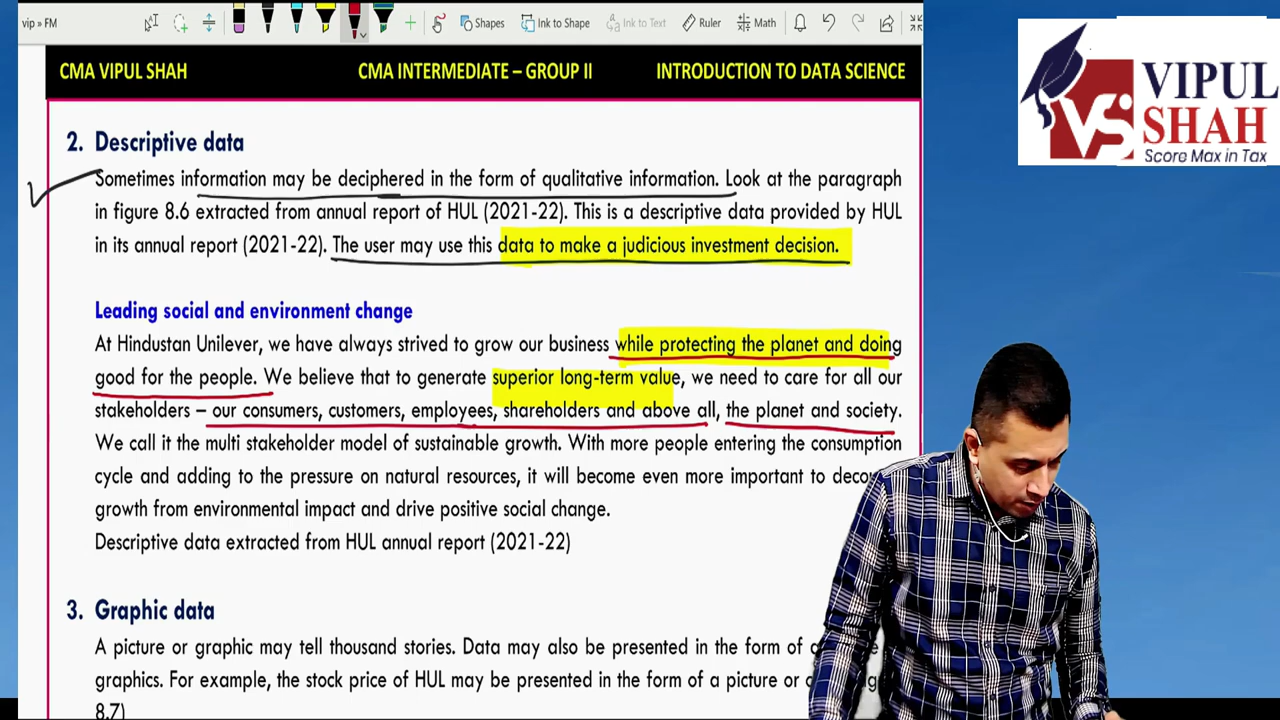 vip » FM
Shapes
Ink to Shape
Ink to Text
Ruler
Math
CMA VIPUL SHAH CMA INTERMEDIATE – GROUP II INTRODUCTION TO DATA SCIENCE
VIPUL
SHAH
VS
Score Max in Tax
2. Descriptive data
Sometimes information may be deciphered in the form of qualitative information. Look at the paragraph
in figure 8.6 extracted from annual report of HUL (2021-22). This is a descriptive data provided by HUL
in its annual report (2021-22). The user may use this data to make a judicious investment decision.
Leading social and environment change
At Hindustan Unilever, we have always strived to grow our business while protecting the planet and doing
good for the people. We believe that to generate superior long-term value, we need to care for all our
stakeholders – our consumers, customers, employees, shareholders and above all, the planet and society.
We call it the multi stakeholder model of sustainable growth. With more people entering the consumption
cycle and adding to the pressure on natural resources, it will become even more important to
growth from environmental impact and drive positive social change.
Descriptive data extracted from HUL annual report (2021-22)
3. Graphic data
A picture or graphic may tell thousand stories. Data may also be presented in the form of
graphics. For example, the stock price of HUL may be presented in the form of a picture or
8.7)